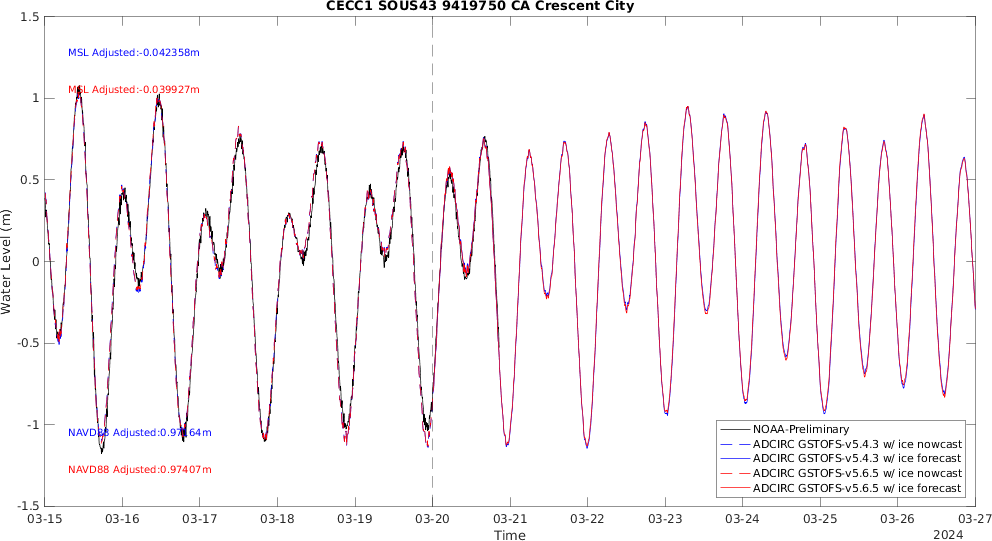 CECC1 SOUS43 9419750 CA Crescent City
1.5
1
0.5
0
-0.5
-1
-1.5
Water Level (m)
MSL Adjusted:-0.042358m
MSL Adjusted:-0.039927m
NAVD88 Adjusted:
NAVD88 Adjusted:0.97407m
NOAA-Preliminary
ADCIRC GSTOFS-v5.4.3 w/ ice nowcast
ADCIRC GSTOFS-v5.4.3 w/ ice forecast
ADCIRC GSTOFS-v5.6.5 w/ ice nowcast
ADCIRC GSTOFS-v5.6.5 w/ ice forecast
03-15 03-16 03-17 03-18 03-19 03-20 03-21 03-22 03-23 03-24 03-25 03-26 03-27
Time
2024